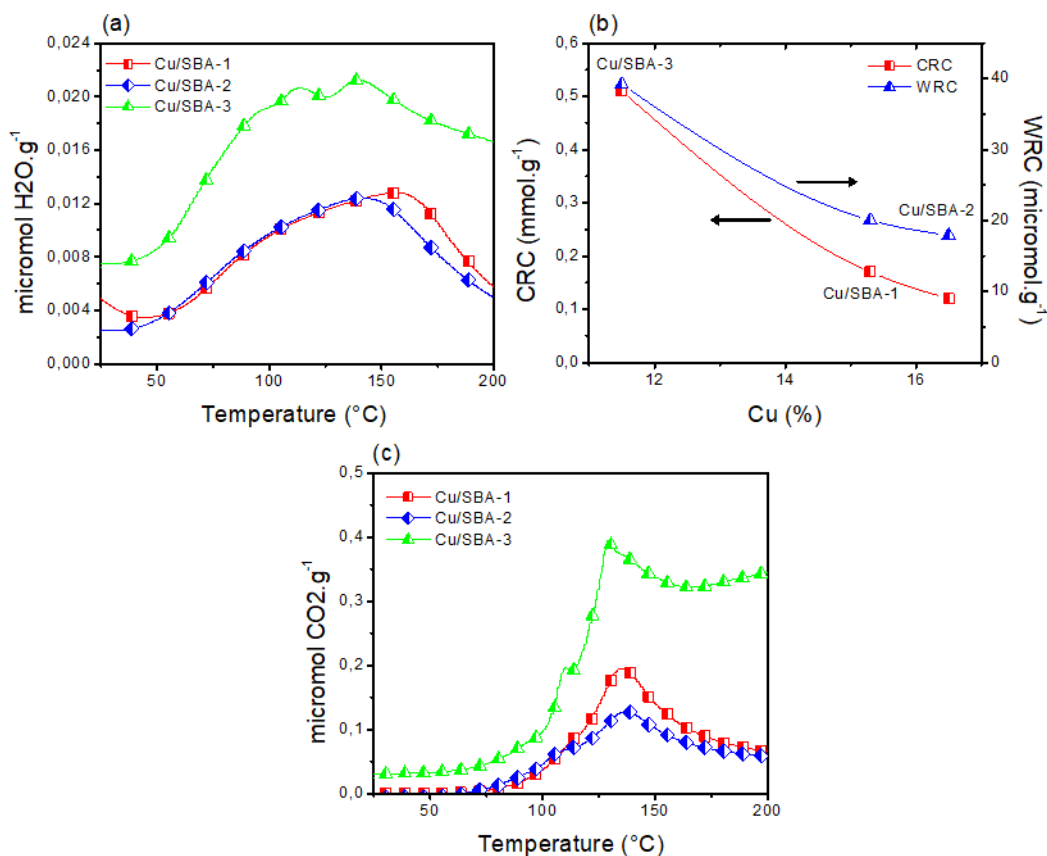 (a)
micromol H2O.g⁻¹
0,024
0,020
0,016
0,012
0,008
0,004
0,000
Cu/SBA-1
Cu/SBA-2
Cu/SBA-3
50
100
150
200
Temperature (°C)
(b)
CRC (mmol.g⁻¹)
0,6
0,5
0,4
0,3
0,2
0,1
0,0
Cu/SBA-3
CRC
WRC
Cu/SBA-2
Cu/SBA-1
40
30
20
10
0
WRC (micromol.g⁻¹)
12
14
16
Cu (%)
(c)
micromol CO2.g⁻¹
0,5
0,4
0,3
0,2
0,1
0,0
Cu/SBA-1
Cu/SBA-2
Cu/SBA-3
50
100
150
200
Temperature (°C)